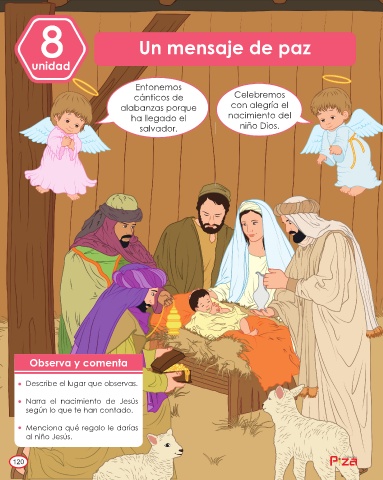 8
unidad
Un mensaje de paz
Entonemos
cánticos de
alabanzas porque
ha llegado el
salvador.
Celebremos
con alegría el
nacimiento del
niño Dios.
Observa y comenta
• Describe el lugar que observas.
• Narra el nacimiento de Jesús
según lo que te han contado.
• Menciona qué regalo le darías
al niño Jesús.
120